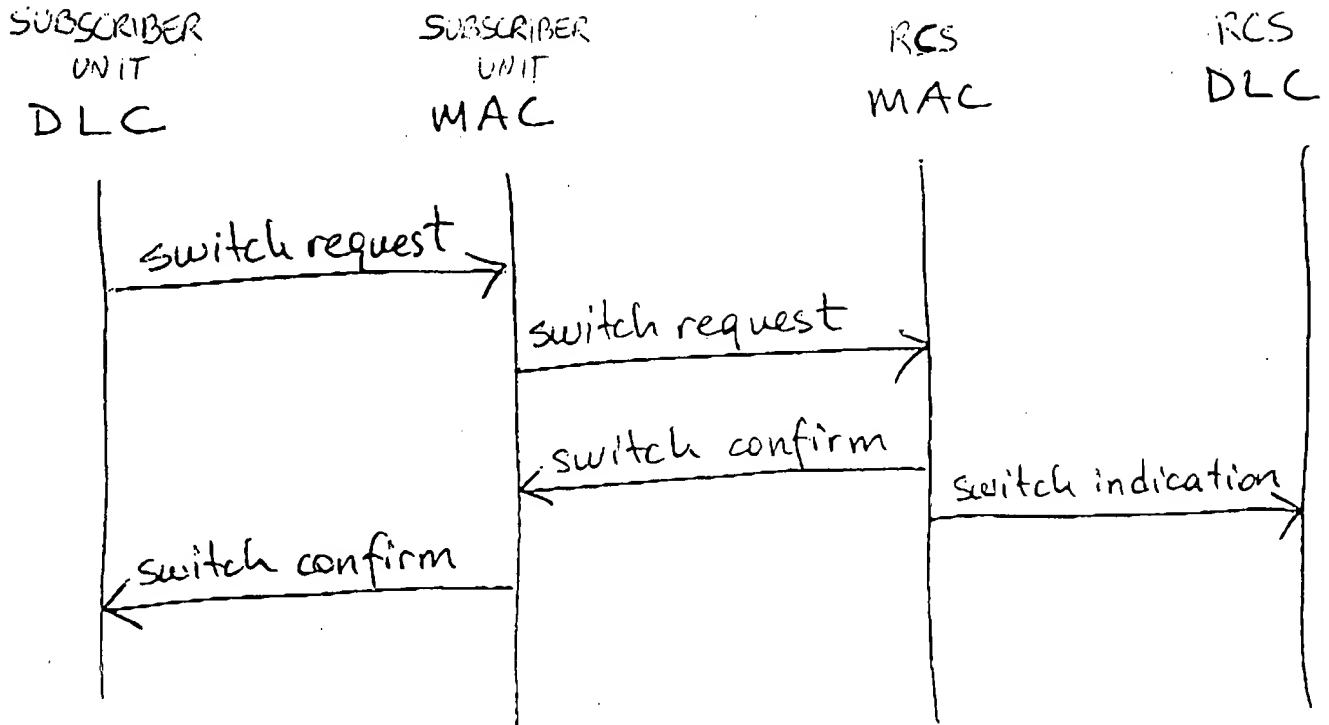 SUBSCRIBER
UNIT
DLC
SUBSCRIBER
UNIT
MAC
RCS
MAC
RCS
DLC
switch request
switch request
switch confirm
switch indication
switch confirm